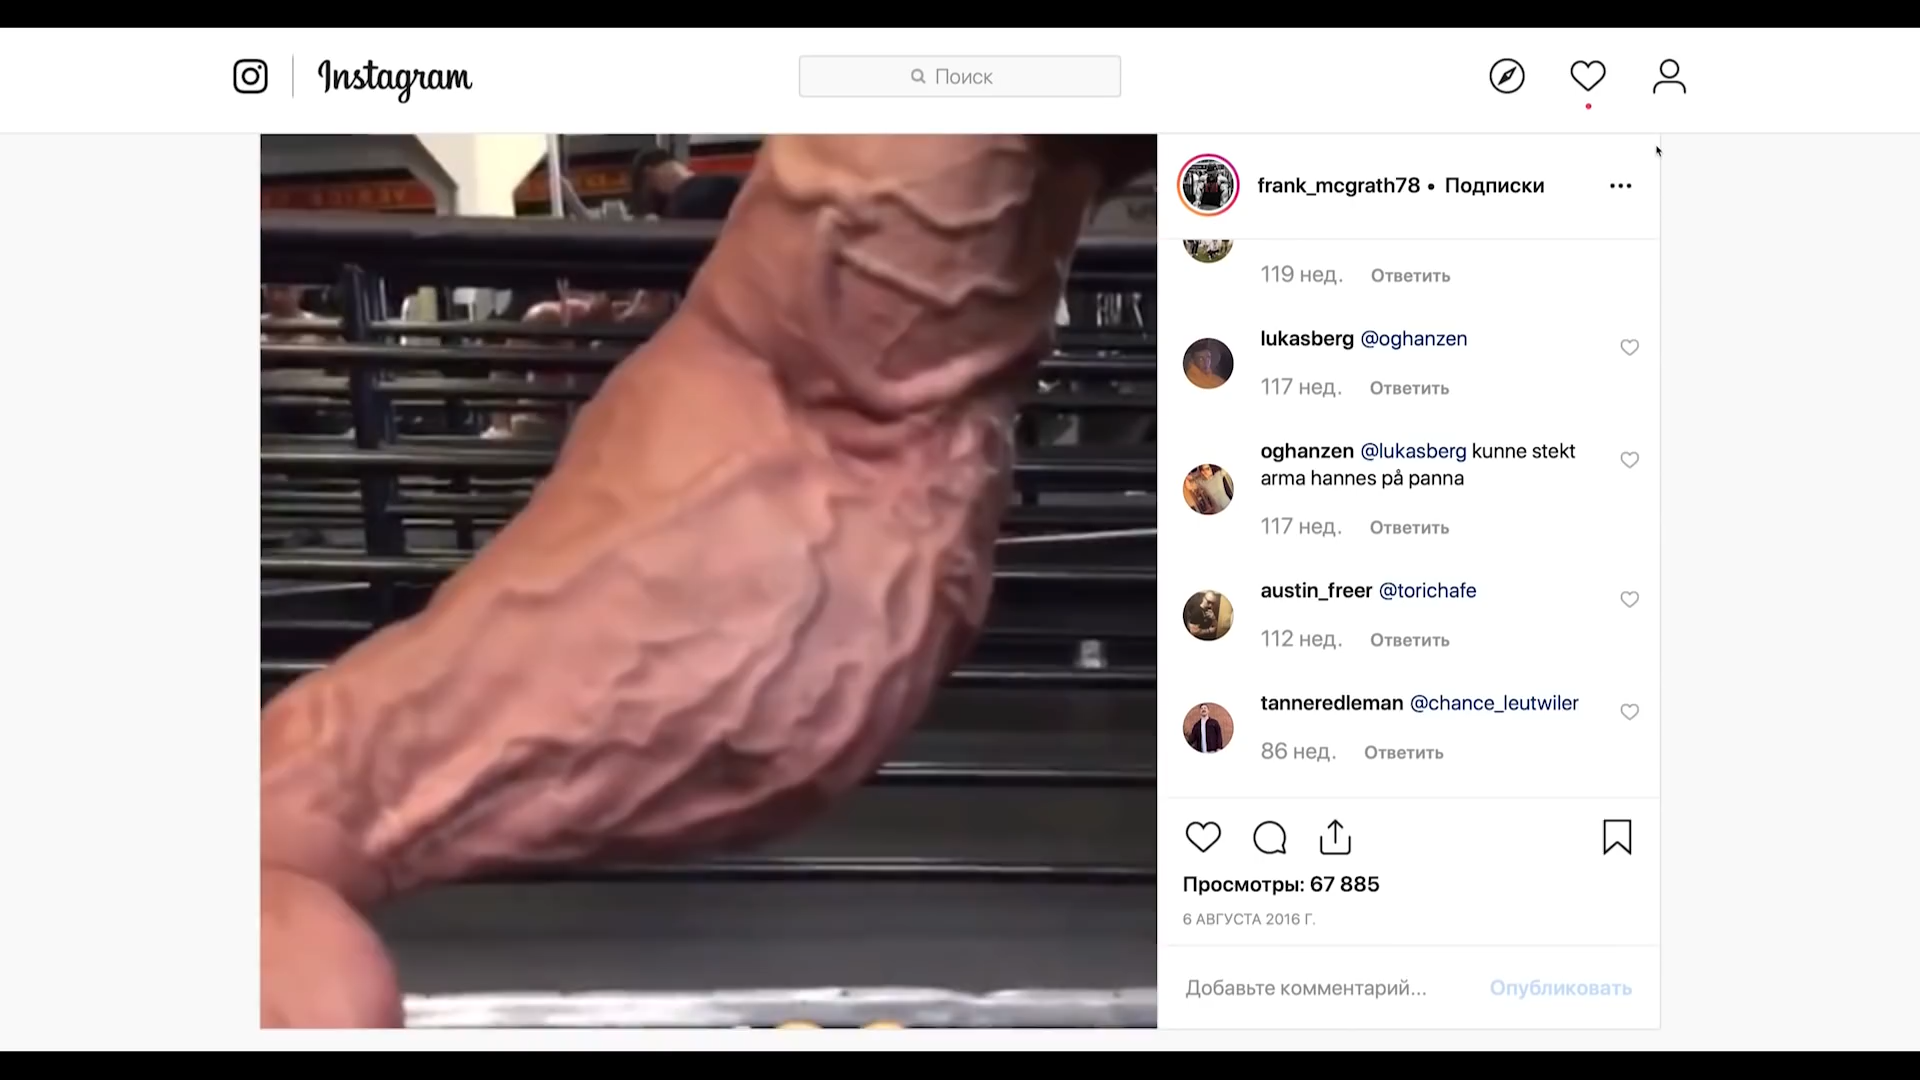 Instagram
Поиск
frank_mcgrath78 • Подписки
119 нед. Ответить
lukasberg @oghanzen
117 нед. Ответить
oghanzen @lukasberg kunne stekt
arma hannes på panna
117 нед. Ответить
austin_freer @torichafe
112 нед. Ответить
tanneredleman @chance_leutwiler
86 нед. Ответить
Просмотры: 67 885
6 АВГУСТА 2016 Г.
Добавьте комментарий... Опубликовать